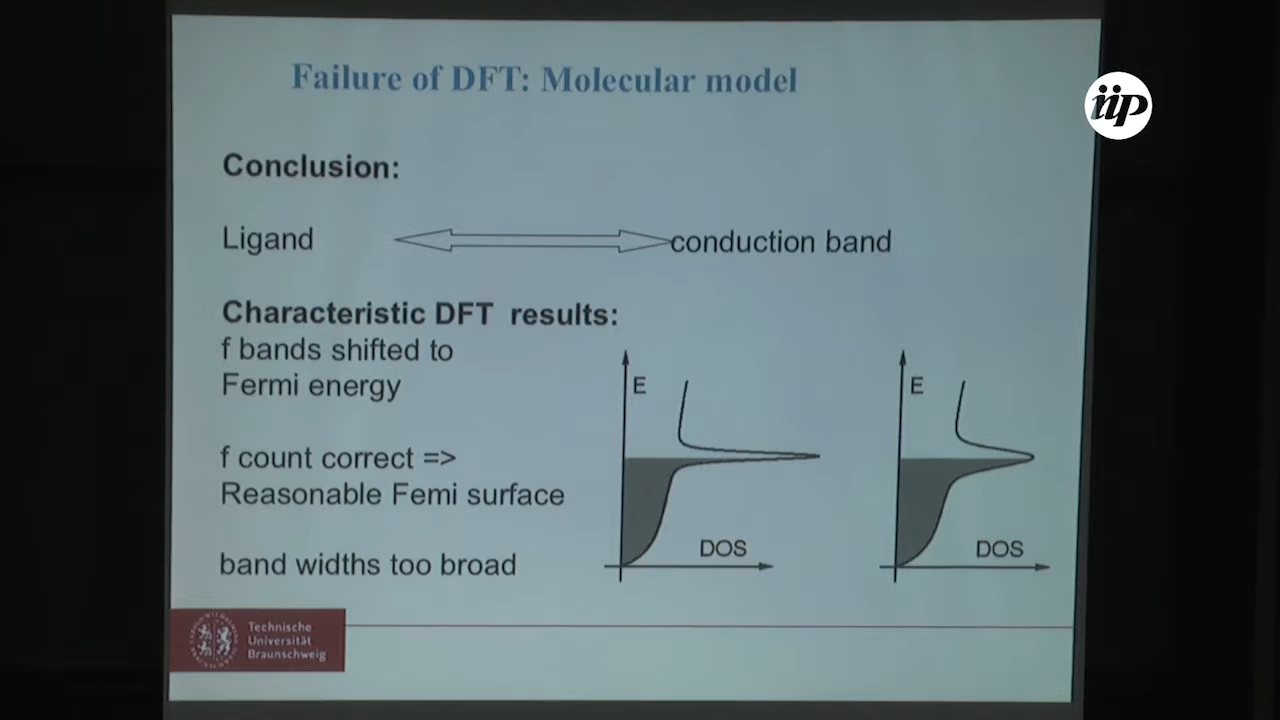 Failure of DFT: Molecular model
iip
Conclusion:
Ligand
conduction band
Characteristic DFT results:
f bands shifted to
Fermi energy
f count correct =>
Reasonable Femi surface
band widths too broad
E
DOS
E
DOS
Technische
Universität
Braunschweig